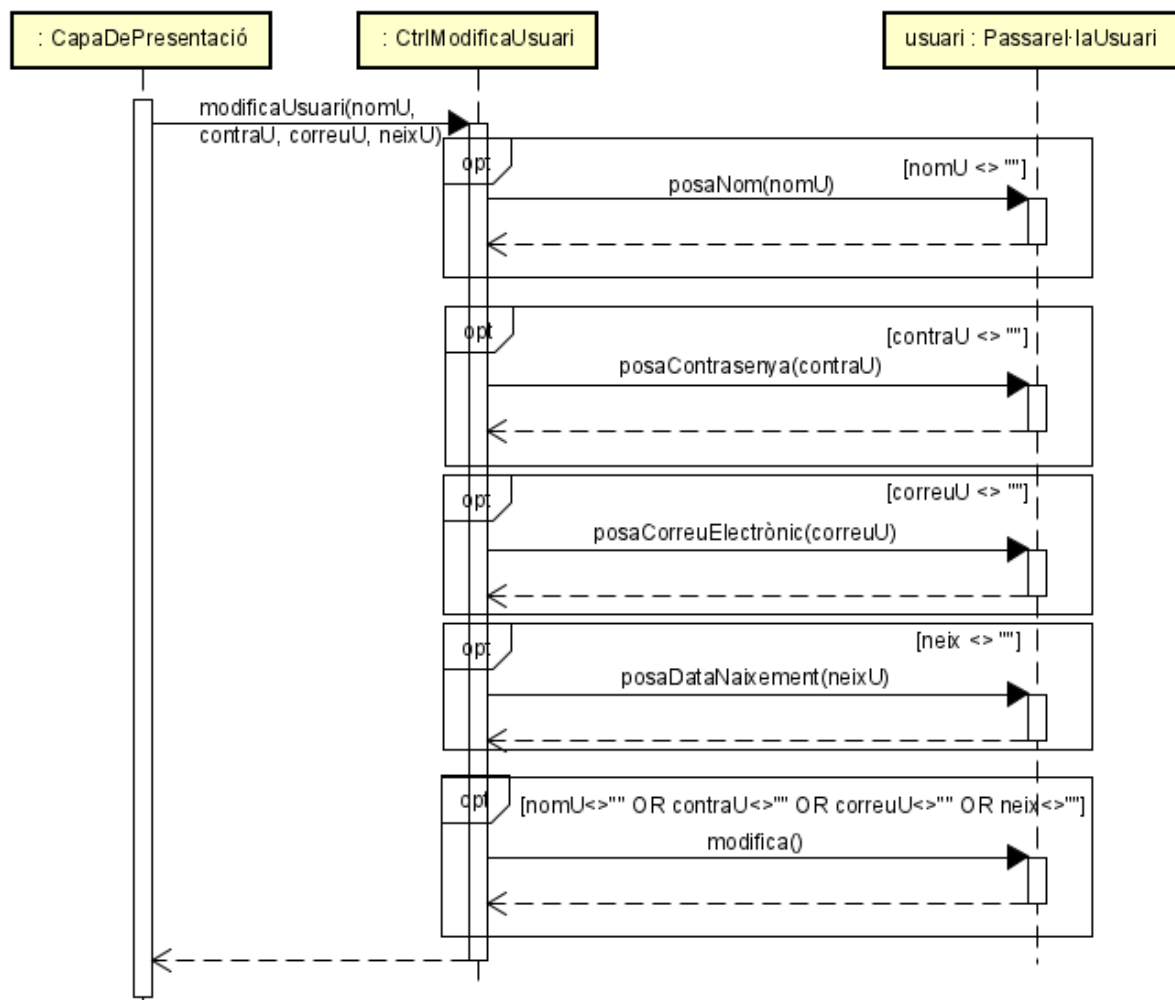 : CapaDePresentació
: CtrlModificaUsuari
usuari : Passarel·laUsuari
modificaUsuari(nomU,
contraU, correuU, neixU)
opt
[nomU <> ""]
posaNom(nomU)
opt
[contraU <> ""]
posaContrasenya(contraU)
opt
[correuU <> ""]
posaCorreuElectrònic(correuU)
opt
[neix <> ""]
posaDataNaixement(neixU)
opt
[nomU<>"" OR contraU<>"" OR correuU<>"" OR neix<>""]
modifica()